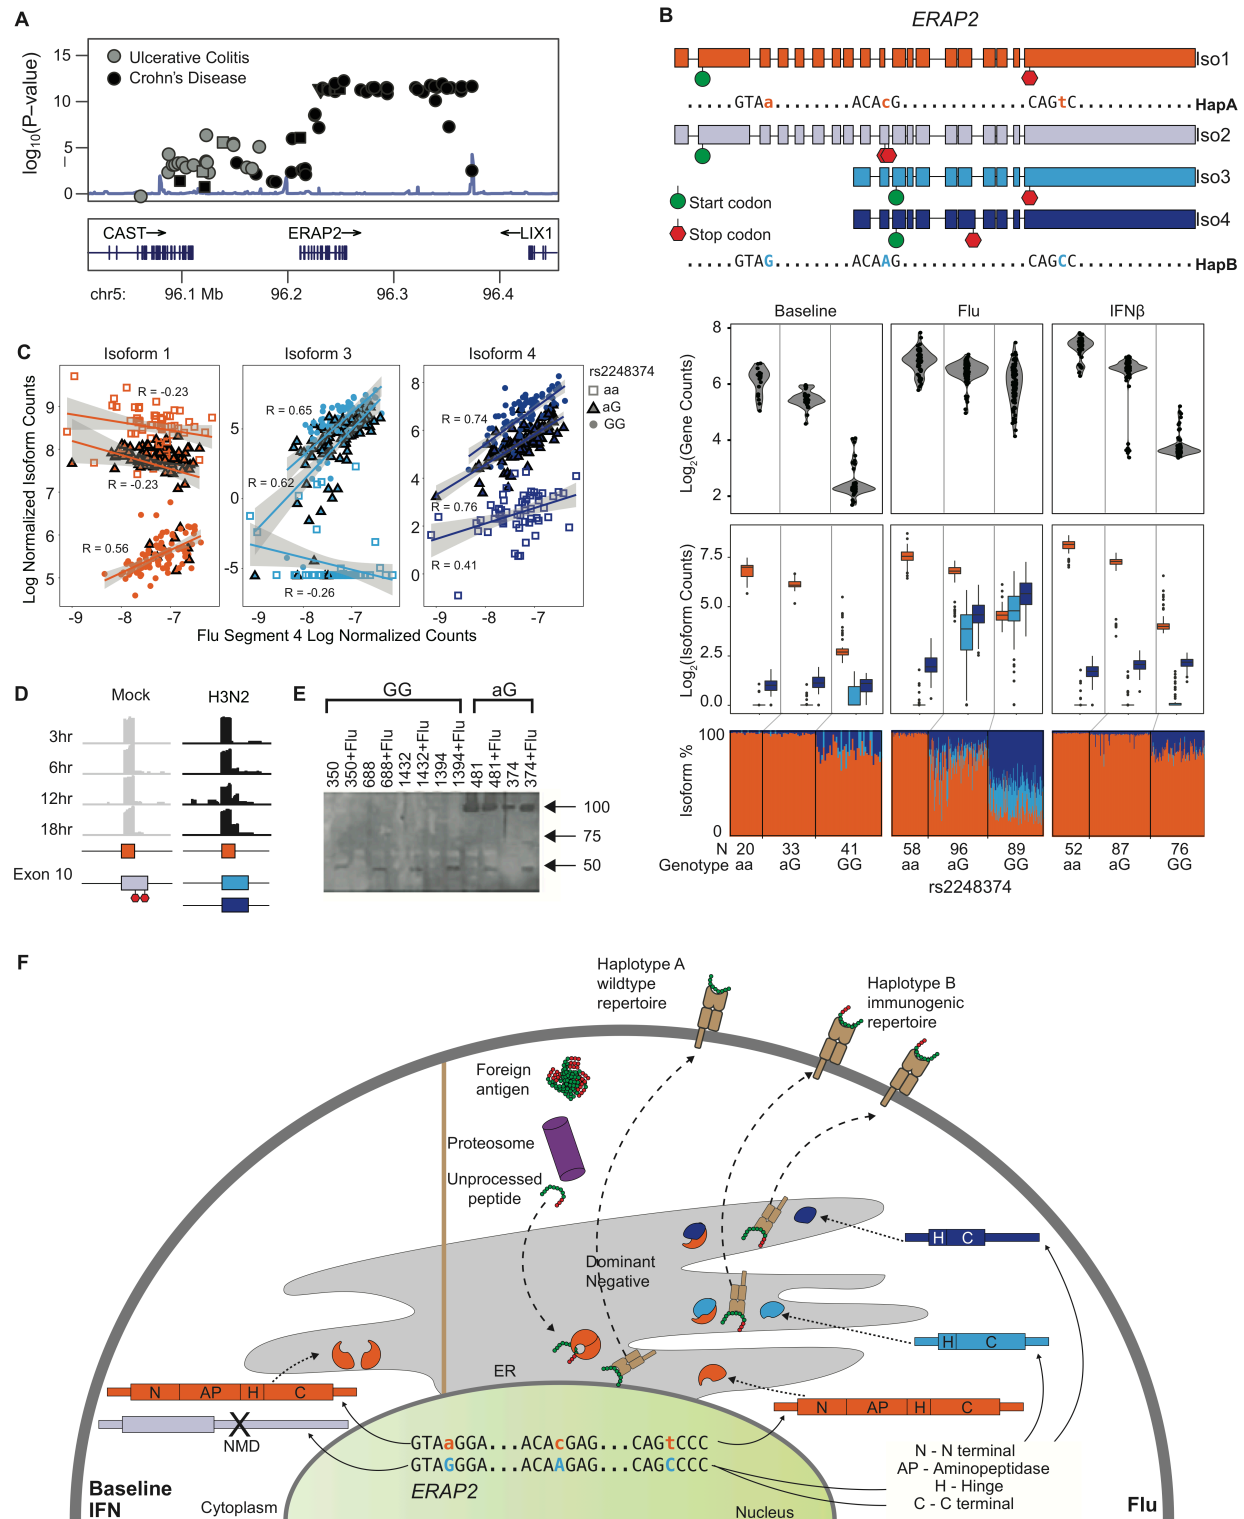 A
15
10
5
0
log10(P−value)
Ulcerative Colitis
Crohn's Disease
CAST
ERAP2
LIX1
chr5:
96.1 Mb
96.2
96.3
96.4
B
ERAP2
Iso1
.....GTAa.........ACAcG..............CAGtC............ HapA
Iso2
Iso3
Start codon
Iso4
Stop codon
.....GTAG.........ACAAG..............CAGCC............ HapB
Baseline
Flu
IFNβ
8
6
4
2
Log2(Gene Counts)
7.5
5.0
2.5
0.0
Log2(Isoform Counts)
100
0
Isoform %
N 20 33 41 58 96 89 52 87 76
Genotype aa aG GG aa aG GG aa aG GG
rs2248374
C
Isoform 1
Isoform 3
Isoform 4
rs2248374
aa
aG
GG
Log Normalized Isoform Counts
9
8
7
6
5
R = -0.23
R = -0.23
R = 0.56
5
0
-5
R = 0.65
R = 0.62
R = -0.26
8
6
4
2
0
R = 0.74
R = 0.76
R = 0.41
-9 -8 -7
-9 -8 -7
-9 -8 -7
Flu Segment 4 Log Normalized Counts
D
Mock
H3N2
3hr
6hr
12hr
18hr
Exon 10
E
GG
aG
350
350+Flu
688
688+Flu
1432
1432+Flu
1394
1394+Flu
481
481+Flu
374
374+Flu
100
75
50
F
Haplotype A
wildtype
repertoire
Haplotype B
immunogenic
repertoire
Foreign
antigen
Proteosome
Unprocessed
peptide
Dominant
Negative
H C
H C
ER
N AP H C
N AP H C
NMD
GTAaGGA...ACAcGAG...CAGtCCC
GTAGGGA...ACAAGAG...CAGCCCC
ERAP2
N - N terminal
AP - Aminopeptidase
H - Hinge
C - C terminal
Baseline
IFN
Cytoplasm
Nucleus
Flu